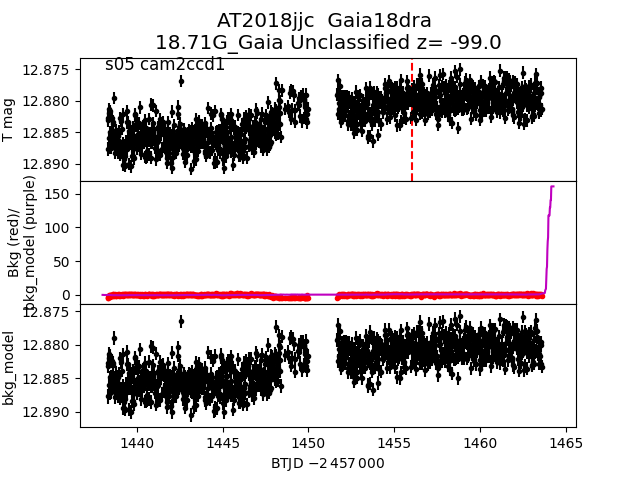 AT2018jjc Gaia18dra
18.71G_Gaia Unclassified z= -99.0
s05 cam2ccd1
T mag
12.875
12.880
12.885
12.890
Bkg (red)/
bkg_model (purple)
150
100
50
0
bkg_model
12.875
12.880
12.885
12.890
1440 1445 1450 1455 1460 1465
BTJD −2 457 000